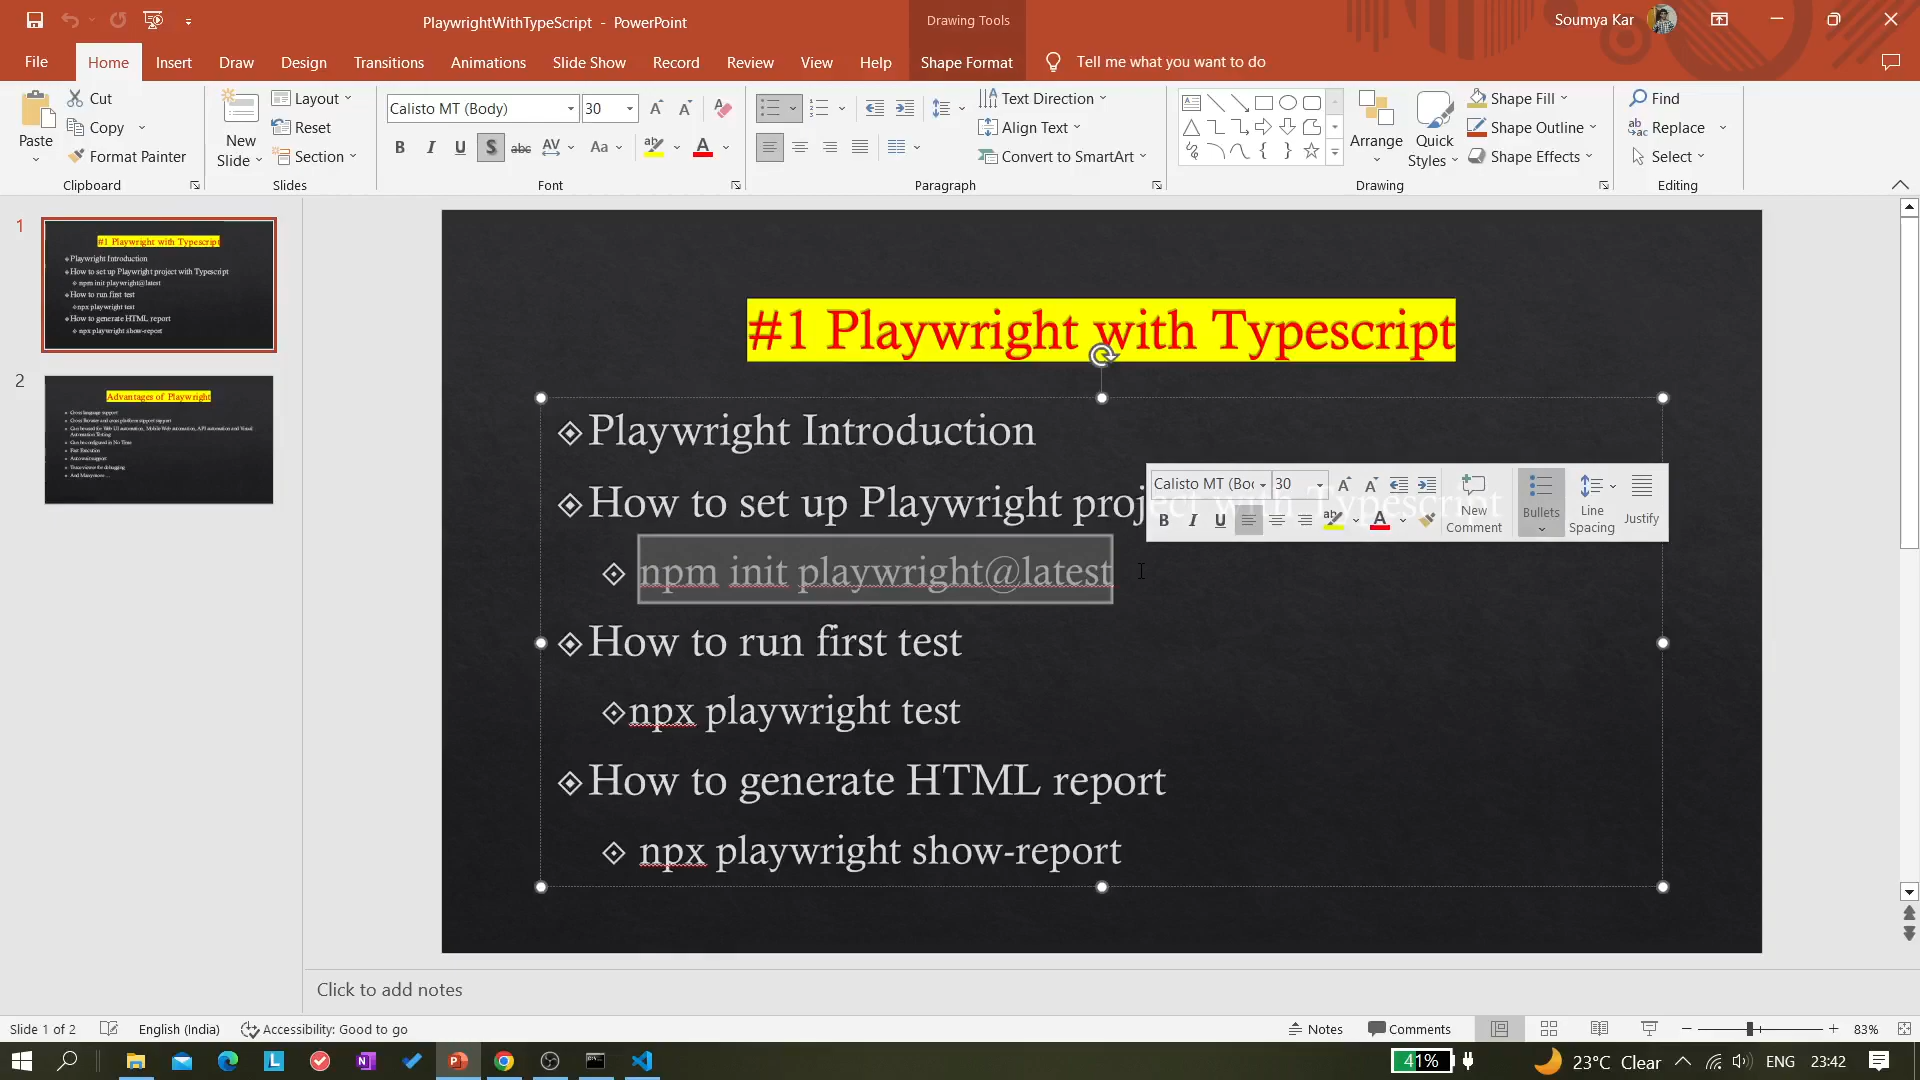 PlaywrightWithTypeScript - PowerPoint
Drawing Tools
Soumya Kar
File Home Insert Draw Design Transitions Animations Slide Show Record Review View Help Shape Format Tell me what you want to do
Paste
Cut
Copy
Format Painter
Clipboard
New Slide
Layout
Reset
Section
Slides
Calisto MT (Body) 30
B I U S abc AV Aa A
Font
Text Direction
Align Text
Convert to SmartArt
Paragraph
Arrange
Quick Styles
Shape Fill
Shape Outline
Shape Effects
Drawing
Find
Replace
Select
Editing
1
#1 Playwright with Typescript
Playwright Introduction
How to set up Playwright project with Typescript
npm init playwright@latest
How to run first test
npx playwright test
How to generate HTML report
npx playwright show-report
2
Advantages of Playwright
Cross language support
Cross Browser and cross platform support support
Can be used for Web UI automation, Mobile Web automation, API automation and Visual Automation Testing
Can be configured in No Time
Fast Execution
Auto wait support
Trace viewer for debugging
And Many more ...
#1 Playwright with Typescript
Playwright Introduction
How to set up Playwright project with Typescript
npm init playwright@latest
How to run first test
npx playwright test
How to generate HTML report
npx playwright show-report
Calisto MT (Boc 30
B I U A
New Comment
Bullets
Line Spacing
Justify
Click to add notes
Slide 1 of 2 English (India) Accessibility: Good to go Notes Comments 83%
41% 23°C Clear ENG 23:42